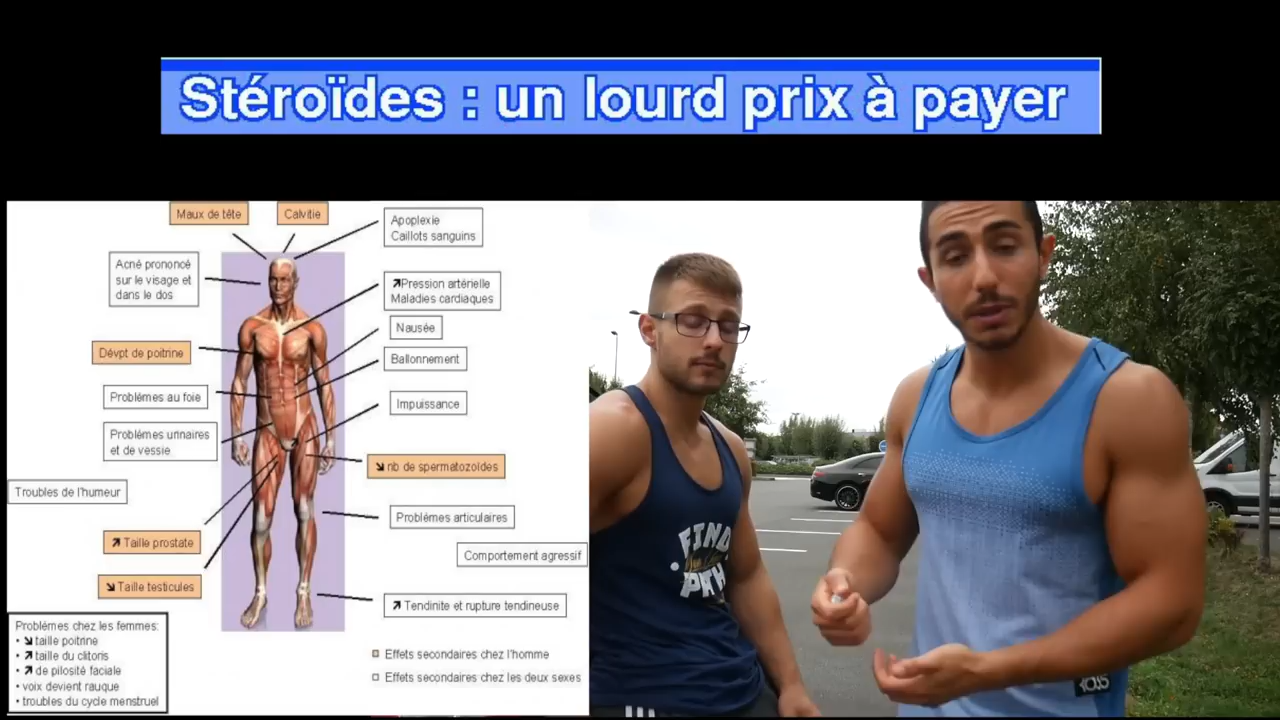 Stéroïdes : un lourd prix à payer
Maux de tête
Calvitie
Apoplexie
Caillots sanguins
Acné prononcé
sur le visage et
dans le dos
↗Pression artérielle
Maladies cardiaques
Nausée
Dévpt de poitrine
Ballonnement
Problèmes au foie
Impuissance
Problèmes urinaires
et de vessie
↘ nb de spermatozoïdes
Troubles de l'humeur
Problèmes articulaires
↗ Taille prostate
Comportement agressif
↘ Taille testicules
↗ Tendinite et rupture tendineuse
Problèmes chez les femmes:
• ↘ taille poitrine
• ↗ taille du clitoris
• ↗ de pilosité faciale
• voix devient rauque
• troubles du cycle menstruel
Effets secondaires chez l'homme
Effets secondaires chez les deux sexes
FIND
PATH